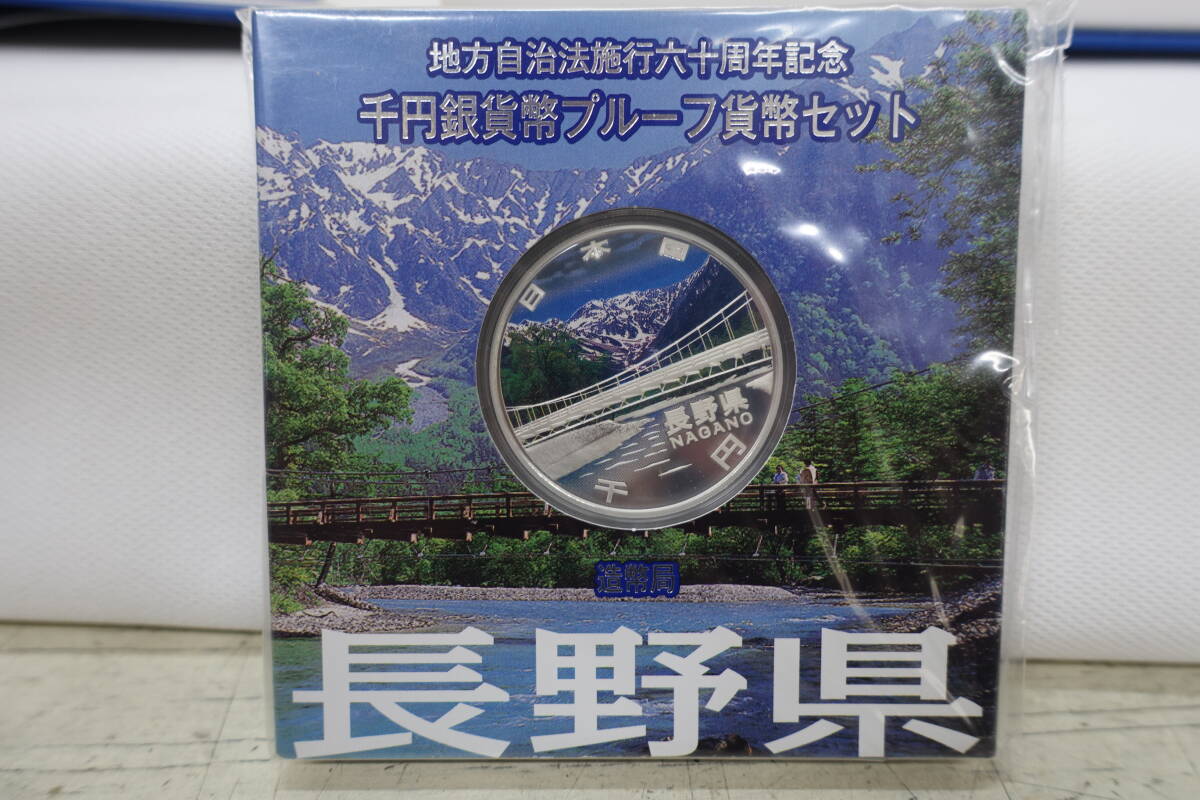 地方自治法施行六十周年記念
千円銀貨幣プルーフ貨幣セット
日本国
長野県
NAGANO
千円
造幣局
長野県